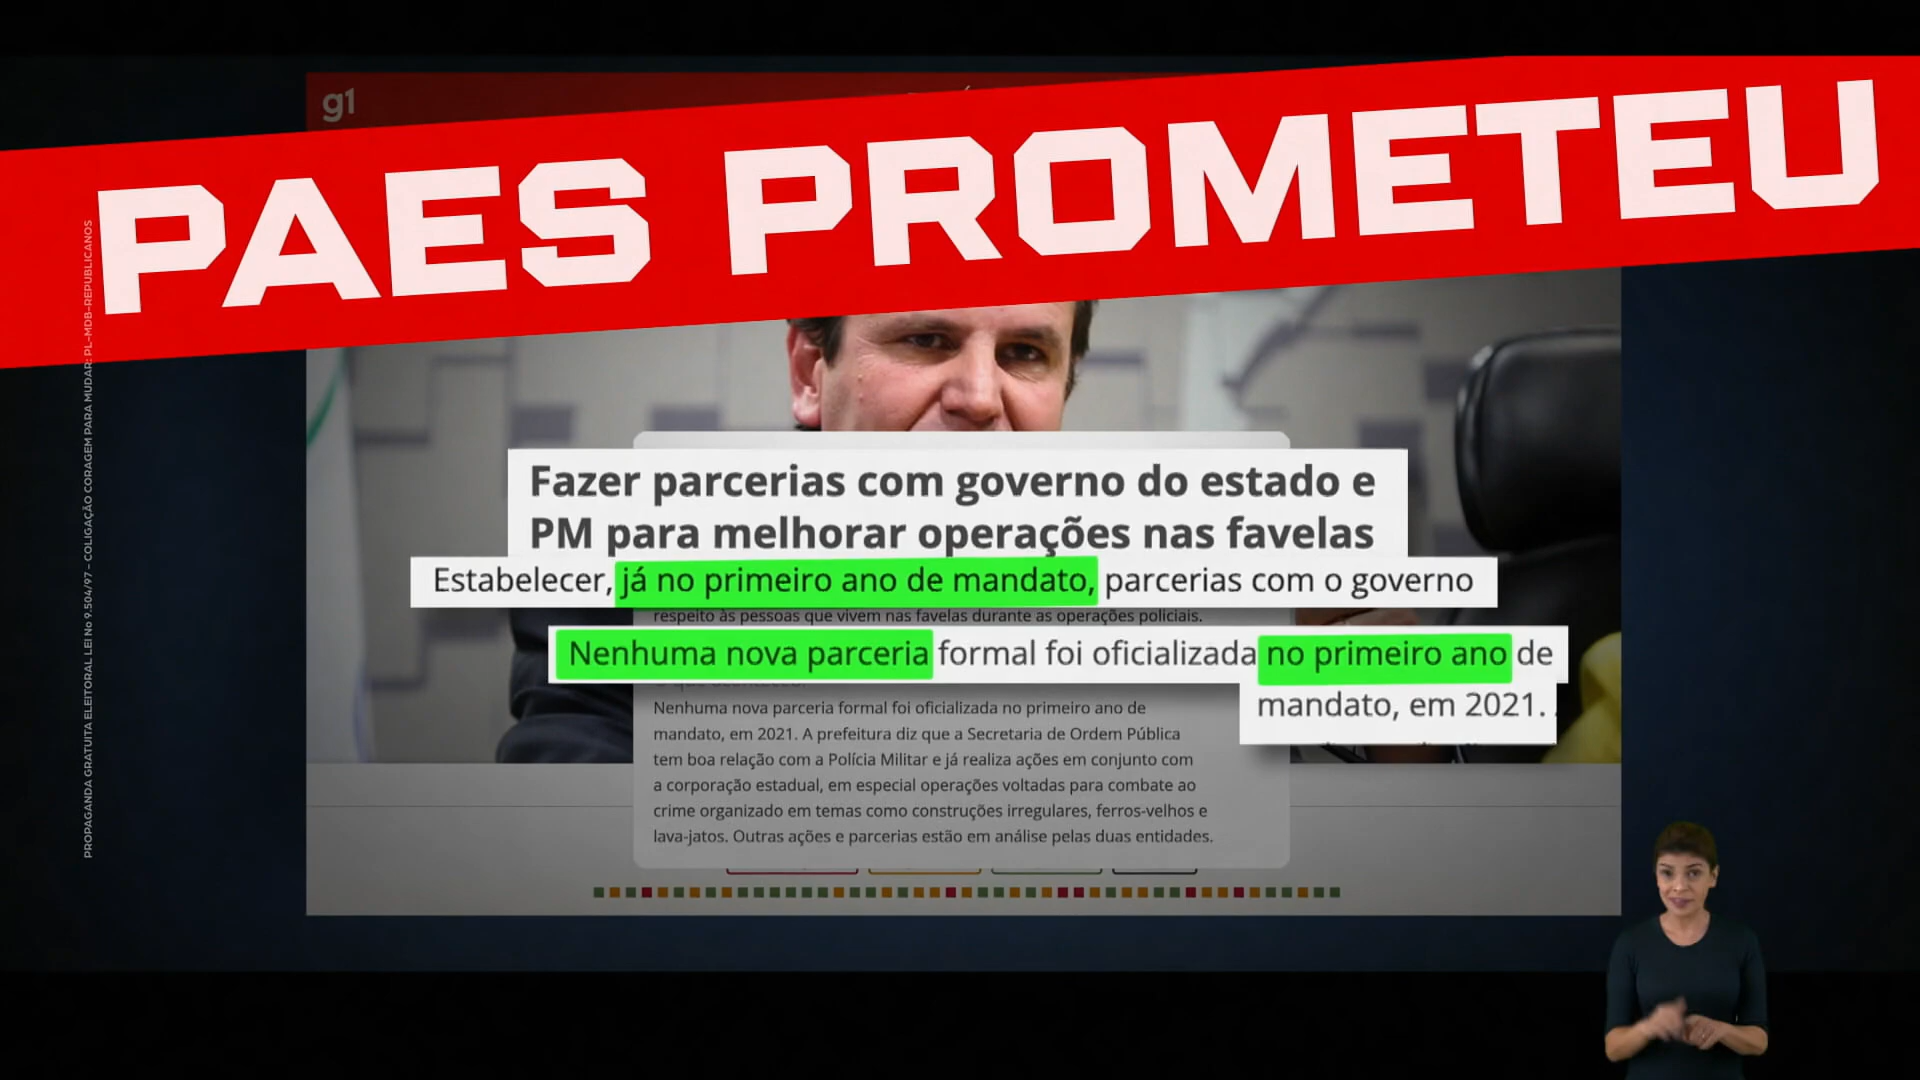 g1
PAES PROMETEU
PROPAGANDA GRATUITA ELEITORAL LEI No 9.504/97 – COLIGAÇÃO CORAGEM PARA MUDAR: PL-MDB-REPUBLICANOS
Fazer parcerias com governo do estado e
PM para melhorar operações nas favelas
Estabelecer, já no primeiro ano de mandato, parcerias com o governo
respeito às pessoas que vivem nas favelas durante as operações policiais.
Nenhuma nova parceria formal foi oficializada no primeiro ano de
mandato, em 2021.
Nenhuma nova parceria formal foi oficializada no primeiro ano de
mandato, em 2021. A prefeitura diz que a Secretaria de Ordem Pública
tem boa relação com a Polícia Militar e já realiza ações em conjunto com
a corporação estadual, em especial operações voltadas para combate ao
crime organizado em temas como construções irregulares, ferros-velhos e
lava-jatos. Outras ações e parcerias estão em análise pelas duas entidades.